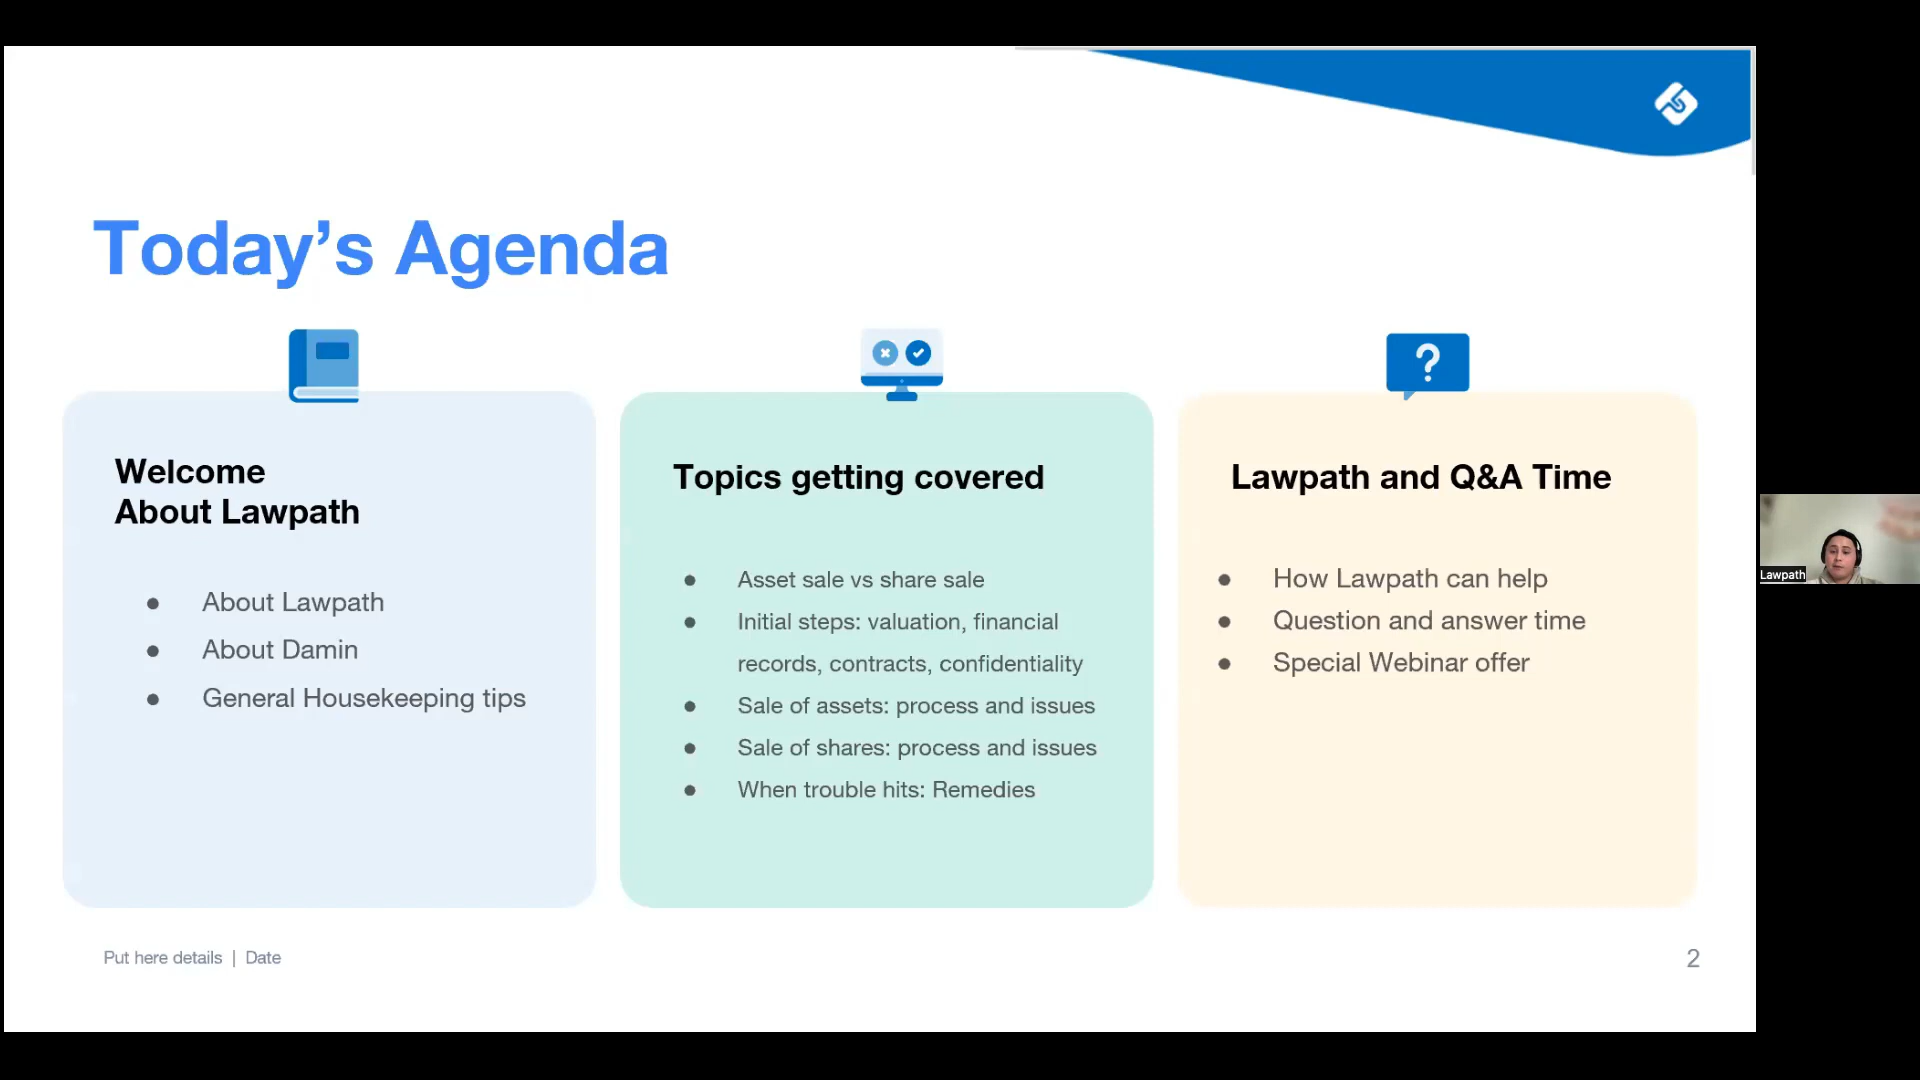 Today’s Agenda
Welcome
About Lawpath
● About Lawpath
● About Damin
● General Housekeeping tips
Topics getting covered
● Asset sale vs share sale
● Initial steps: valuation, financial
records, contracts, confidentiality
● Sale of assets: process and issues
● Sale of shares: process and issues
● When trouble hits: Remedies
Lawpath and Q&A Time
● How Lawpath can help
● Question and answer time
● Special Webinar offer
Lawpath
Put here details | Date
2